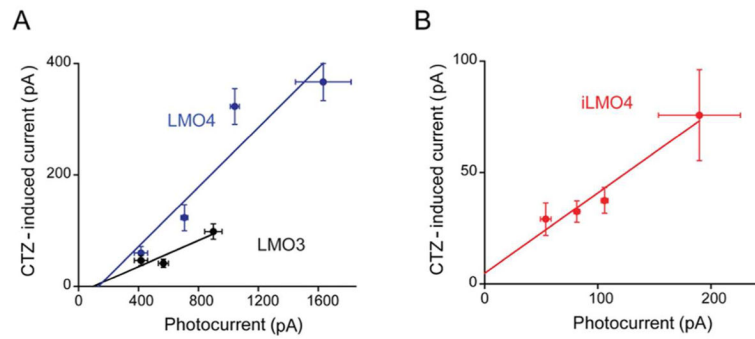 A
CTZ - induced current (pA)
400
200
0
LMO4
LMO3
400
800
1200
1600
Photocurrent (pA)
B
CTZ - induced current (pA)
100
50
0
iLMO4
0
100
200
Photocurrent (pA)